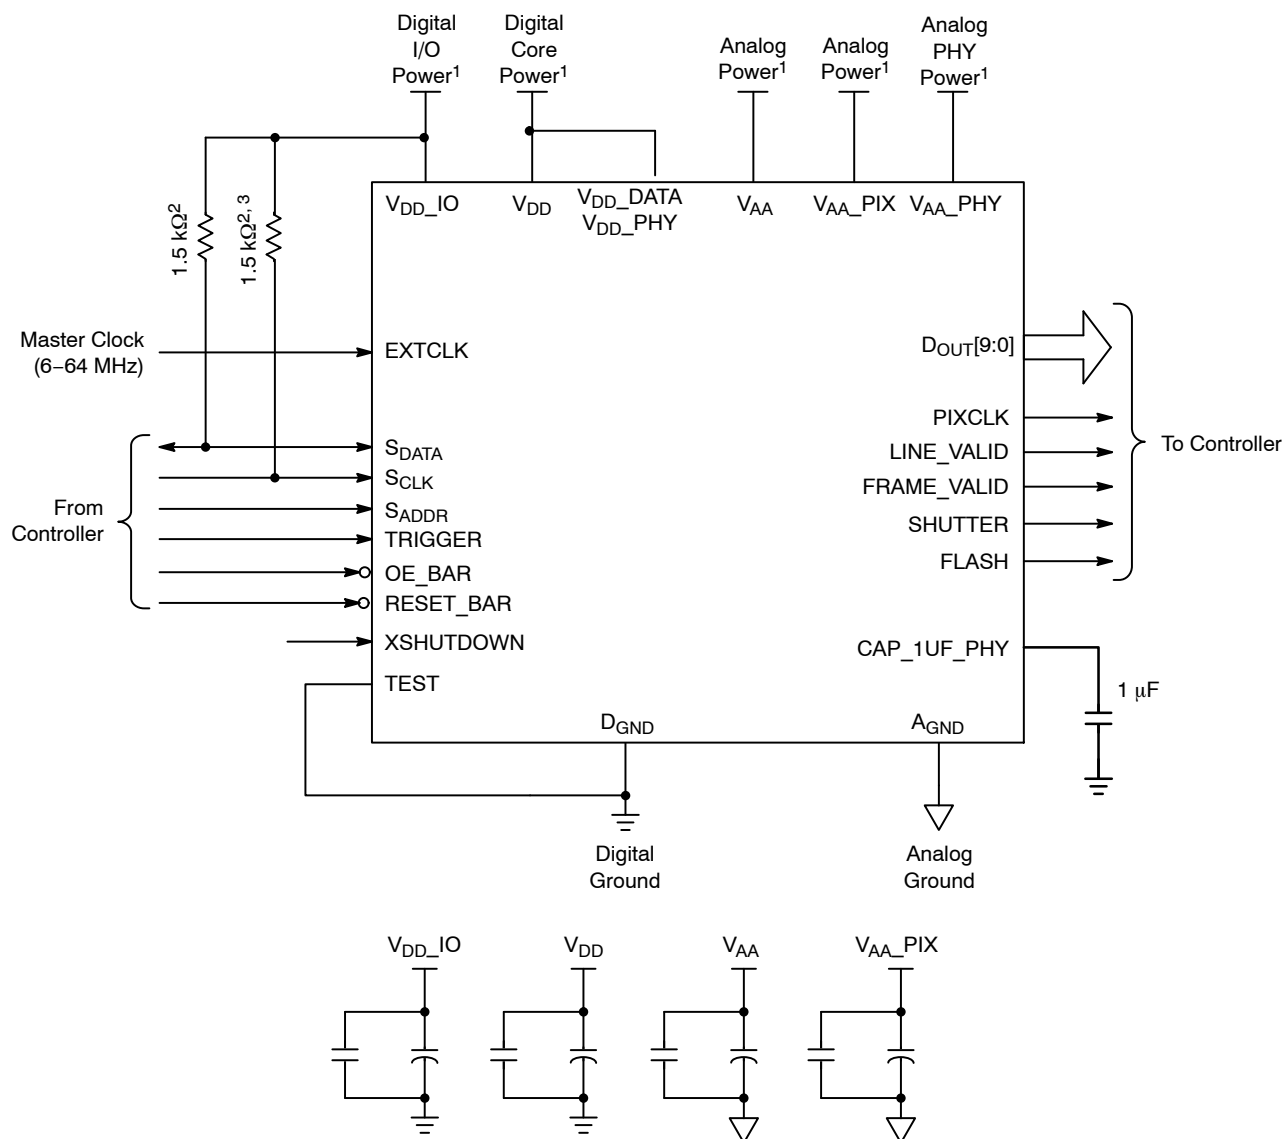 Digital
I/O
Power¹
Digital
Core
Power¹
Analog
Power¹
Analog
Power¹
Analog
PHY
Power¹
1.5 kΩ²
1.5 kΩ², ³
VDD_IO
VDD
VDD_DATA
VDD_PHY
VAA
VAA_PIX
VAA_PHY
Master Clock
(6–64 MHz)
EXTCLK
From
Controller
SDATA
SCLK
SADDR
TRIGGER
OE_BAR
RESET_BAR
XSHUTDOWN
TEST
DOUT[9:0]
PIXCLK
LINE_VALID
FRAME_VALID
SHUTTER
FLASH
To Controller
CAP_1UF_PHY
1 μF
DGND
AGND
Digital
Ground
Analog
Ground
VDD_IO
VDD
VAA
VAA_PIX